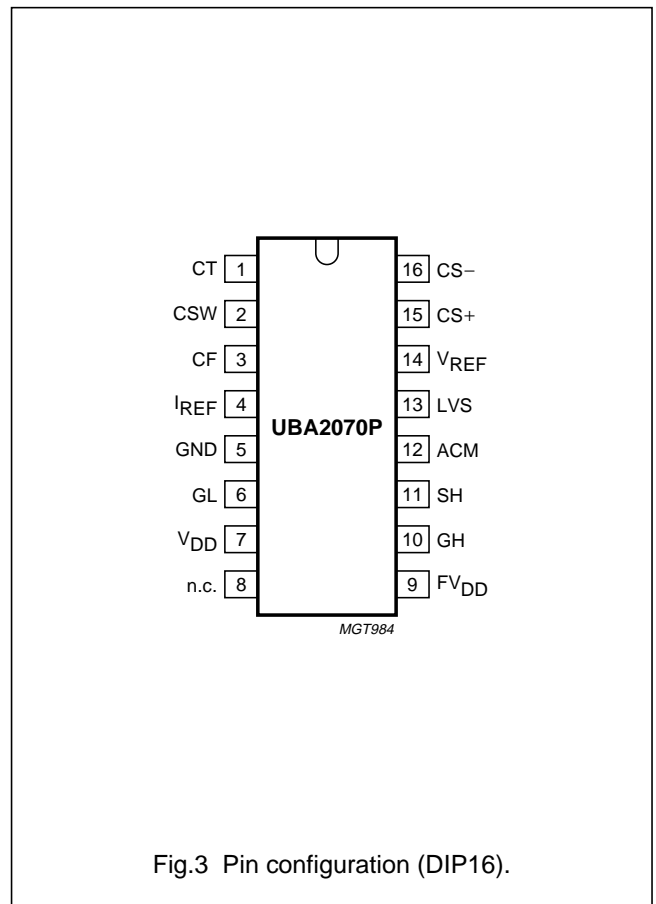 CT 1
CSW 2
CF 3
IREF 4
GND 5
GL 6
VDD 7
n.c. 8
UBA2070P
16 CS−
15 CS+
14 VREF
13 LVS
12 ACM
11 SH
10 GH
9 FVDD
MGT984
Fig.3 Pin configuration (DIP16).